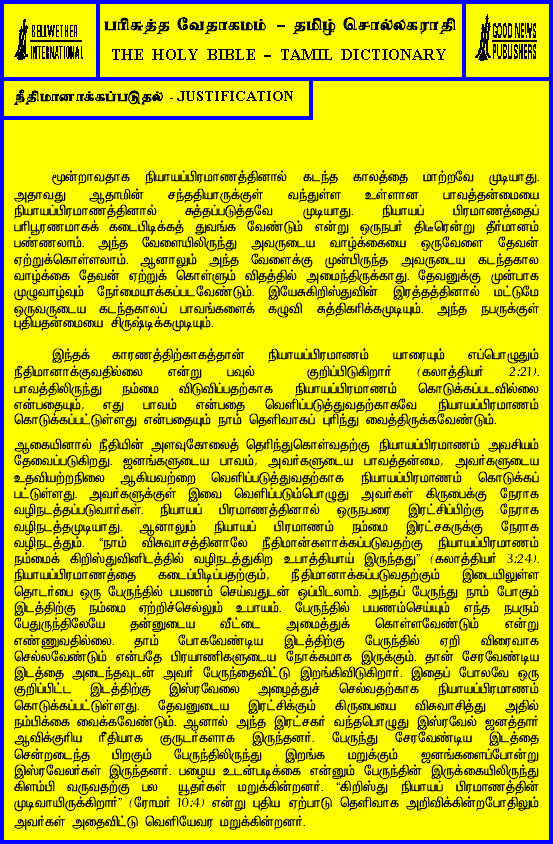 BELLWETHER
INTERNATIONAL
பரிசுத்த வேதாகமம் – தமிழ் சொல்லகராதி
THE HOLY BIBLE – TAMIL DICTIONARY
GOOD NEWS
PUBLISHERS
நீதிமானாக்கப்படுதல் - JUSTIFICATION
மூன்றாவதாக நியாயப்பிரமாணத்தினால் கடந்த காலத்தை மாற்றவே முடியாது.
அதாவது ஆதாமின் சந்ததியாருக்குள் வந்துள்ள உள்ளான பாவத்தன்மையை
நியாயப்பிரமாணத்தினால் சுத்தப்படுத்தவே முடியாது. நியாயப் பிரமாணத்தைப்
பரிபூரணமாகக் கடைபிடிக்கத் துவங்க வேண்டும் என்று ஒருநபர் திடீரென்று தீர்மானம்
பண்ணலாம். அந்த வேளையிலிருந்து அவருடைய வாழ்க்கையை ஒருவேளை தேவன்
ஏற்றுக்கொள்ளலாம். ஆனாலும் அந்த வேளைக்கு முன்பிருந்த அவருடைய கடந்தகால
வாழ்க்கை தேவன் ஏற்றுக் கொள்ளும் விதத்தில் அமைந்திருக்காது. தேவனுக்கு முன்பாக
முழுவாழ்வும் நேர்மையாக்கப்படவேண்டும். இயேசுகிறிஸ்துவின் இரத்தத்தினால் மட்டுமே
ஒருவருடைய கடந்தகாலப் பாவங்களைக் கழுவி சுத்திகரிக்கமுடியும். அந்த நபருக்குள்
புதியதன்மையை சிருஷ்டிக்கமுடியும்.
இந்தக் காரணத்திற்காகத்தான் நியாயப்பிரமாணம் யாரையும் எப்பொழுதும்
நீதிமானாக்குவதில்லை என்று பவுல் குறிப்பிடுகிறார் (கலாத்தியர் 2:21).
பாவத்திலிருந்து நம்மை விடுவிப்பதற்காக நியாயப்பிரமாணம் கொடுக்கப்படவில்லை
என்பதையும், எது பாவம் என்பதை வெளிப்படுத்துவதற்காகவே நியாயப்பிரமாணம்
கொடுக்கப்பட்டுள்ளது என்பதையும் நாம் தெளிவாகப் புரிந்து வைத்திருக்கவேண்டும்.
ஆகையினால் நீதியின் அளவுகோலைத் தெரிந்துகொள்வதற்கு நியாயப்பிரமாணம் அவசியம்
தேவைப்படுகிறது. ஜனங்களுடைய பாவம், அவர்களுடைய பாவத்தன்மை, அவர்களுடைய
உதவியற்றநிலை ஆகியவற்றை வெளிப்படுத்துவதற்காக நியாயப்பிரமாணம் கொடுக்கப்
பட்டுள்ளது. அவர்களுக்குள் இவை வெளிப்படும்பொழுது அவர்கள் கிருபைக்கு நேராக
வழிநடத்தப்படுவார்கள். நியாயப் பிரமாணத்தினால் ஒருநபரை இரட்சிப்பிற்கு நேராக
வழிநடத்தமுடியாது. ஆனாலும் நியாயப் பிரமாணம் நம்மை இரட்சகருக்கு நேராக
வழிநடத்தும். “நாம் விசுவாசத்தினாலே நீதிமான்களாக்கப்படுவதற்கு நியாயப்பிரமாணம்
நம்மைக் கிறிஸ்துவினிடத்தில் வழிநடத்துகிற உபாத்தியாய் இருந்தது” (கலாத்தியர் 3:24).
நியாயப்பிரமாணத்தை கடைப்பிடிப்பதற்கும், நீதிமானாக்கப்படுவதற்கும் இடையிலுள்ள
தொடர்பை ஒரு பேருந்தில் பயணம் செய்வதுடன் ஒப்பிடலாம். அந்தப் பேருந்து நாம் போகும்
இடத்திற்கு நம்மை ஏற்றிச்செல்லும் உபாயம். பேருந்தில் பயணம்செய்யும் எந்த நபரும்
பேதுருந்திலேயே தன்னுடைய வீட்டை அமைத்துக் கொள்ளவேண்டும் என்று
எண்ணுவதில்லை. தாம் போகவேண்டிய இடத்திற்கு பேருந்தில் ஏறி விரைவாக
செல்லவேண்டும் என்பதே பிரயாணிகளுடைய நோக்கமாக இருக்கும். தான் சேரவேண்டிய
இடத்தை அடைந்தவுடன் அவர் பேருந்தைவிட்டு இறங்கிவிடுகிறார். இதைப் போலவே ஒரு
குறிப்பிட்ட இடத்திற்கு இஸ்ரவேலை அழைத்துச் செல்வதற்காக நியாயப்பிரமாணம்
கொடுக்கப்பட்டுள்ளது. தேவனுடைய இரட்சிக்கும் கிருபையை விசுவாசித்து அதில்
நம்பிக்கை வைக்கவேண்டும். ஆனால் அந்த இரட்சகர் வந்தபொழுது இஸ்ரவேல் ஜனத்தார்
ஆவிக்குரிய ரீதியாக குருடர்களாக இருந்தனர். பேருந்து சேரவேண்டிய இடத்தை
சென்றடைந்த பிறகும் பேருந்திலிருந்து இறங்க மறுக்கும் ஜனங்களைப்போன்று
இஸ்ரவேலர்கள் இருந்தனர். பழைய உடன்படிக்கை என்னும் பேருந்தின் இருக்கையிலிருந்து
கிளம்பி வருவதற்கு பல யூதர்கள் மறுக்கின்றனர். “கிறிஸ்து நியாயப் பிரமாணத்தின்
முடிவாயிருக்கிறார்” (ரோமர் 10:4) என்று புதிய ஏற்பாடு தெளிவாக அறிவிக்கின்றபோதிலும்
அவர்கள் அதைவிட்டு வெளியேவர மறுக்கின்றனர்.